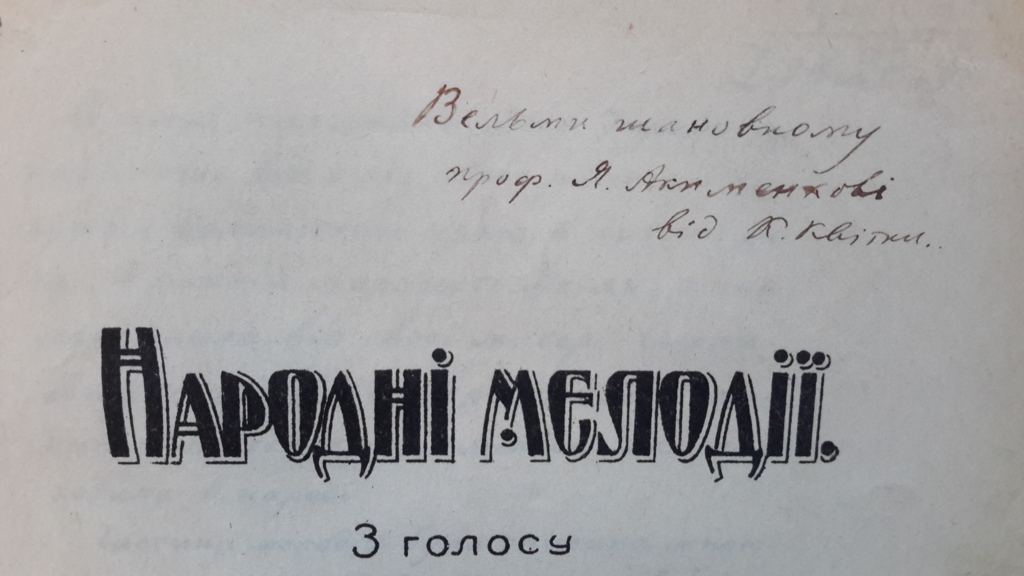 Вельми шановному
проф. Я. Акименкові
від К. Квітки..
НАРОДНІ МЕЛОДІЇ.
З ГОЛОСУ